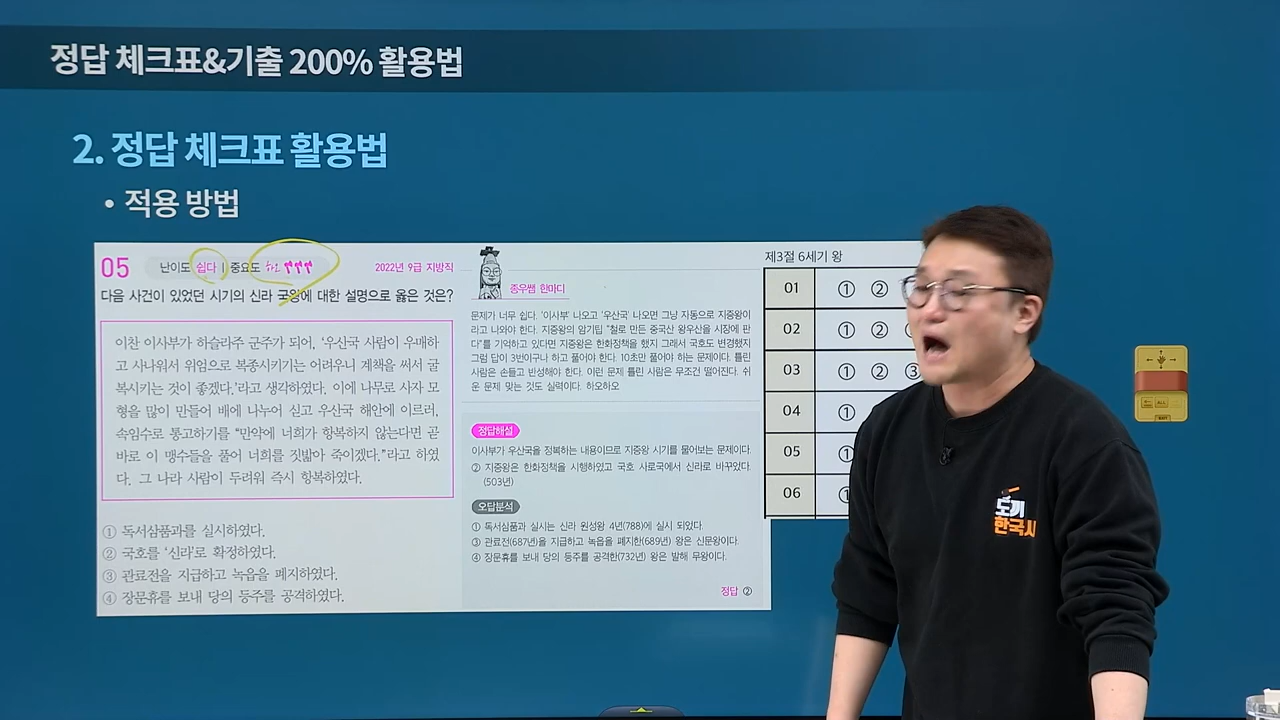 정답 체크표&기출 200% 활용법
2. 정답 체크표 활용법
• 적용 방법
05
난이도 쉽다 | 중요도
2022년 9급 지방직
다음 사건이 있었던 시기의 신라 국왕에 대한 설명으로 옳은 것은?
이찬 이사부가 하슬라주 군주가 되어, '우산국 사람이 우매하
고 사나워서 위엄으로 복종시키기는 어려우니 계책을 써서 굴
복시키는 것이 좋겠다.'라고 생각하였다. 이에 나무로 사자 모
형을 많이 만들어 배에 나누어 싣고 우산국 해안에 이르러,
속임수로 통고하기를 "만약에 너희가 항복하지 않는다면 곧
바로 이 맹수들을 풀어 너희를 짓밟아 죽이겠다."라고 하였
다. 그 나라 사람이 두려워 즉시 항복하였다.
① 독서삼품과를 실시하였다.
② 국호를 '신라'로 확정하였다.
③ 관료전을 지급하고 녹읍을 폐지하였다.
④ 장문휴를 보내 당의 등주를 공격하였다.
종우쌤 한마디
문제가 너무 쉽다. '이사부' 나오고 '우산국' 나오면 그냥 자동으로 지증왕이
라고 나와야 한다. 지증왕의 암기팁 "철로 만든 중국산 왕우산을 시장에 판
다"를 기억하고 있다면 지증왕은 한화정책을 했지 그래서 국호도 변경했지
그럼 답이 3번이구나 하고 풀어야 한다. 10초만 풀어야 하는 문제이다. 틀린
사람은 손들고 반성해야 한다. 이런 문제 틀린 사람은 무조건 떨어진다. 쉬
운 문제 맞는 것도 실력이다. 하오하오
정답해설
이사부가 우산국을 정복하는 내용이므로 지증왕 시기를 물어보는 문제이다.
② 지증왕은 한화정책을 시행하였고 국호 사로국에서 신라로 바꾸었다.
(503년)
오답분석
① 독서삼품과 실시는 신라 원성왕 4년(788)에 실시 되었다.
③ 관료전(687년)을 지급하고 녹읍을 폐지한(689년) 왕은 신문왕이다.
④ 장문휴를 보내 당의 등주를 공격한(732년) 왕은 발해 무왕이다.
정답 ②
제3절 6세기 왕
01 ① ②
02 ① ②
03 ① ② ③
04 ①
05 ①
06 ①
도끼
한국사